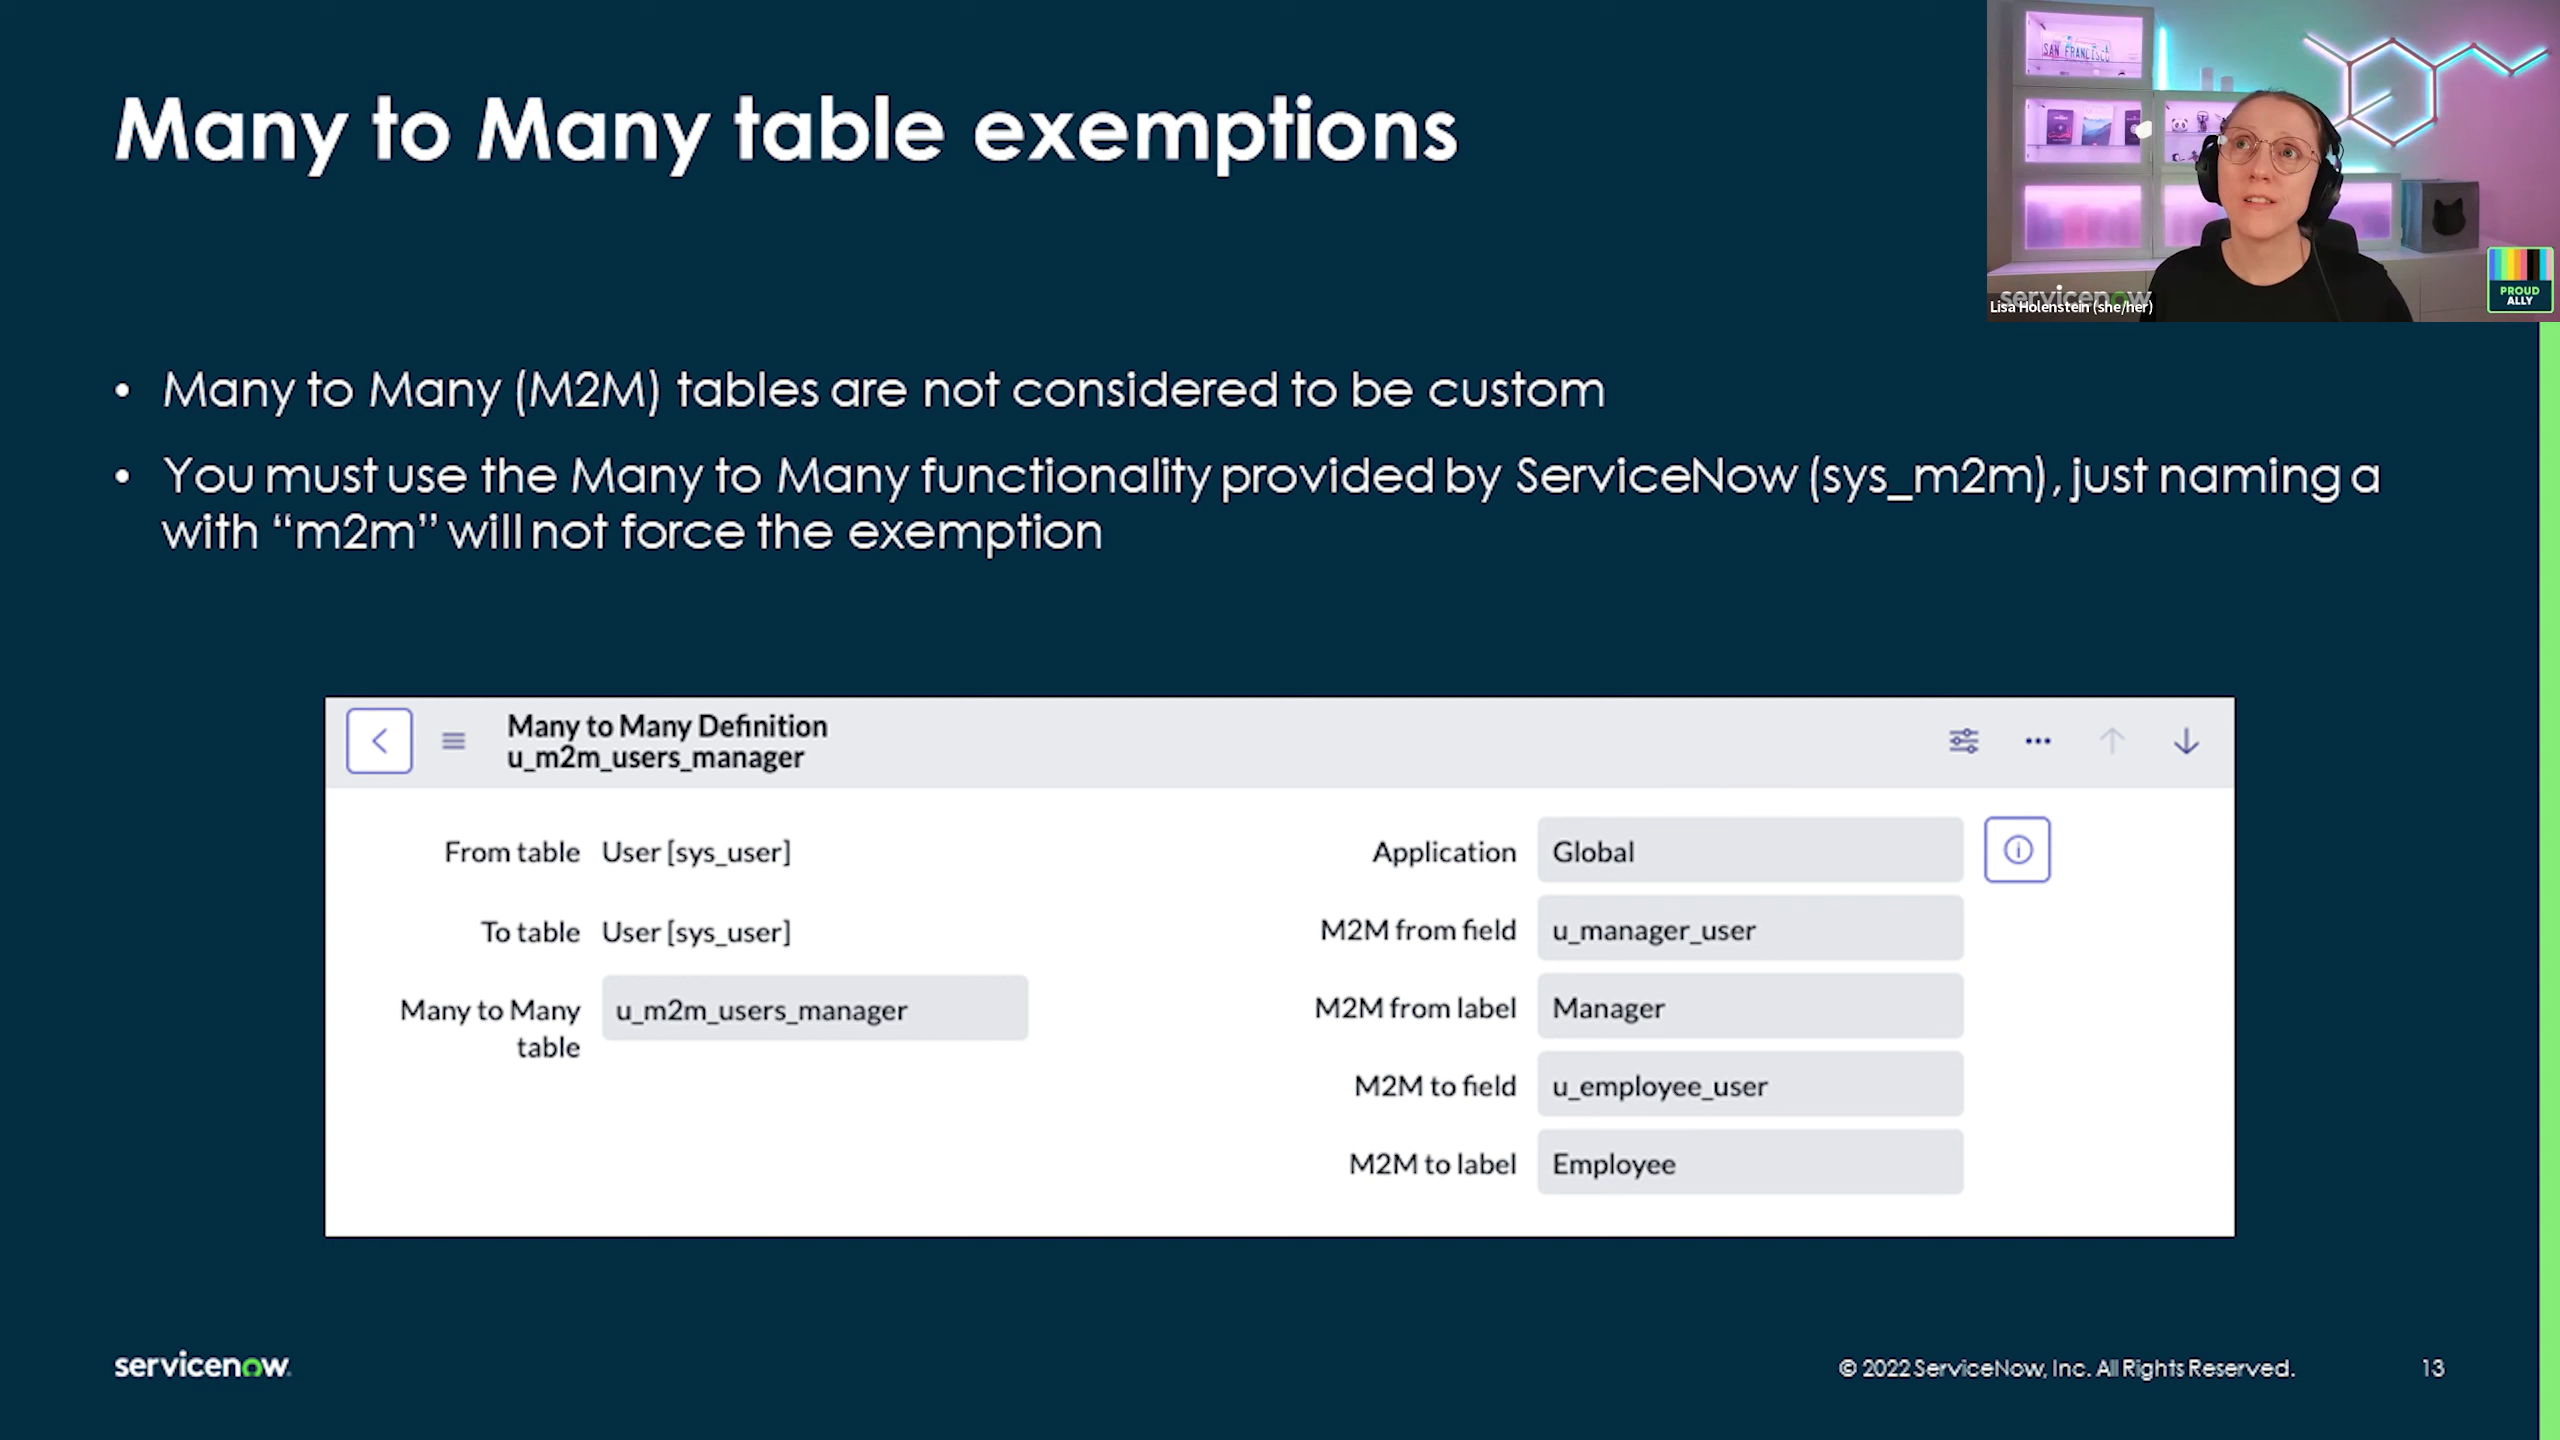 Many to Many table exemptions
SAN FRANCISCO
servicenow
Lisa Holenstein (she/her)
PROUD
ALLY
• Many to Many (M2M) tables are not considered to be custom
• You must use the Many to Many functionality provided by ServiceNow (sys_m2m), just naming a
with “m2m” will not force the exemption
Many to Many Definition
u_m2m_users_manager
From table User [sys_user]
To table User [sys_user]
Many to Many
table
u_m2m_users_manager
Application Global
M2M from field u_manager_user
M2M from label Manager
M2M to field u_employee_user
M2M to label Employee
servicenow.
© 2022 ServiceNow, Inc. All Rights Reserved.
13